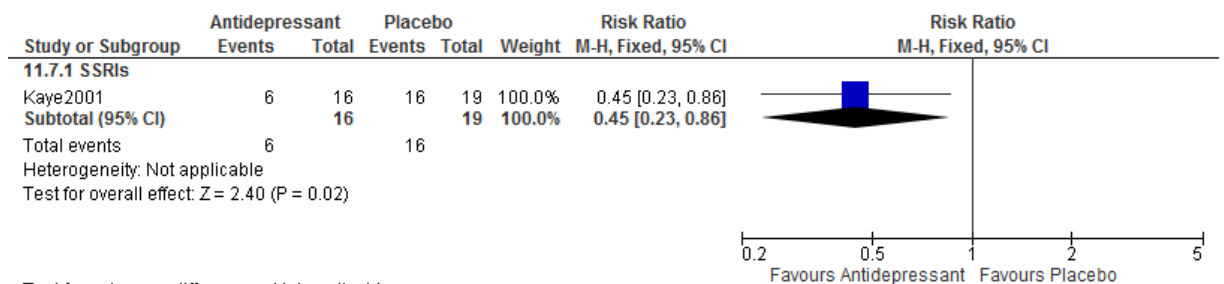 Antidepressant Placebo Risk Ratio Risk Ratio
Study or Subgroup Events Total Events Total Weight M-H, Fixed, 95% CI M-H, Fixed, 95% CI
11.7.1 SSRIs
Kaye2001 6 16 16 19 100.0% 0.45 [0.23, 0.86]
Subtotal (95% CI) 16 19 100.0% 0.45 [0.23, 0.86]
Total events 6 16
Heterogeneity: Not applicable
Test for overall effect: Z = 2.40 (P = 0.02)
0.2 0.5 1 2 5
Favours Antidepressant Favours Placebo